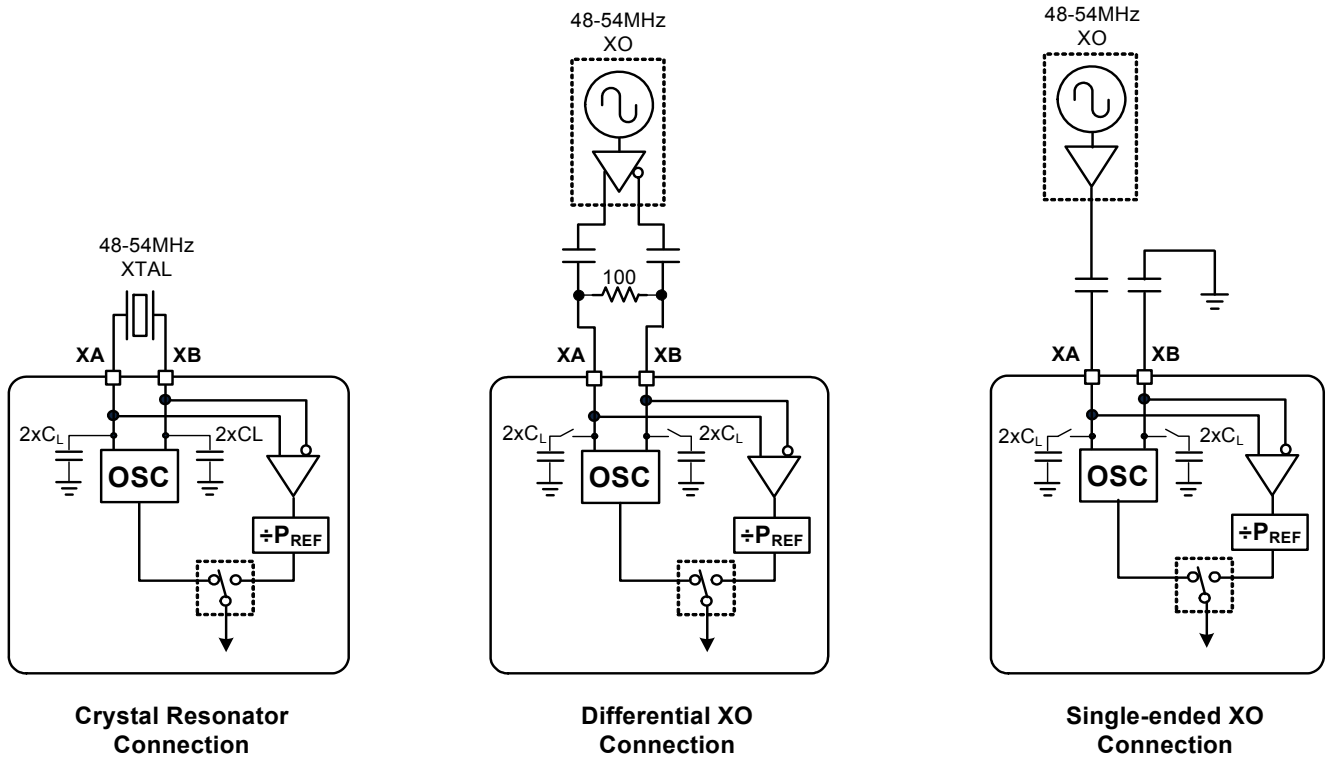 48-54MHz
XTAL
XA
XB
2xCL
2xCL
OSC
÷PREF
Crystal Resonator
Connection
48-54MHz
XO
100
XA
XB
2xCL
2xCL
OSC
÷PREF
Differential XO
Connection
48-54MHz
XO
XA
XB
2xCL
2xCL
OSC
÷PREF
Single-ended XO
Connection